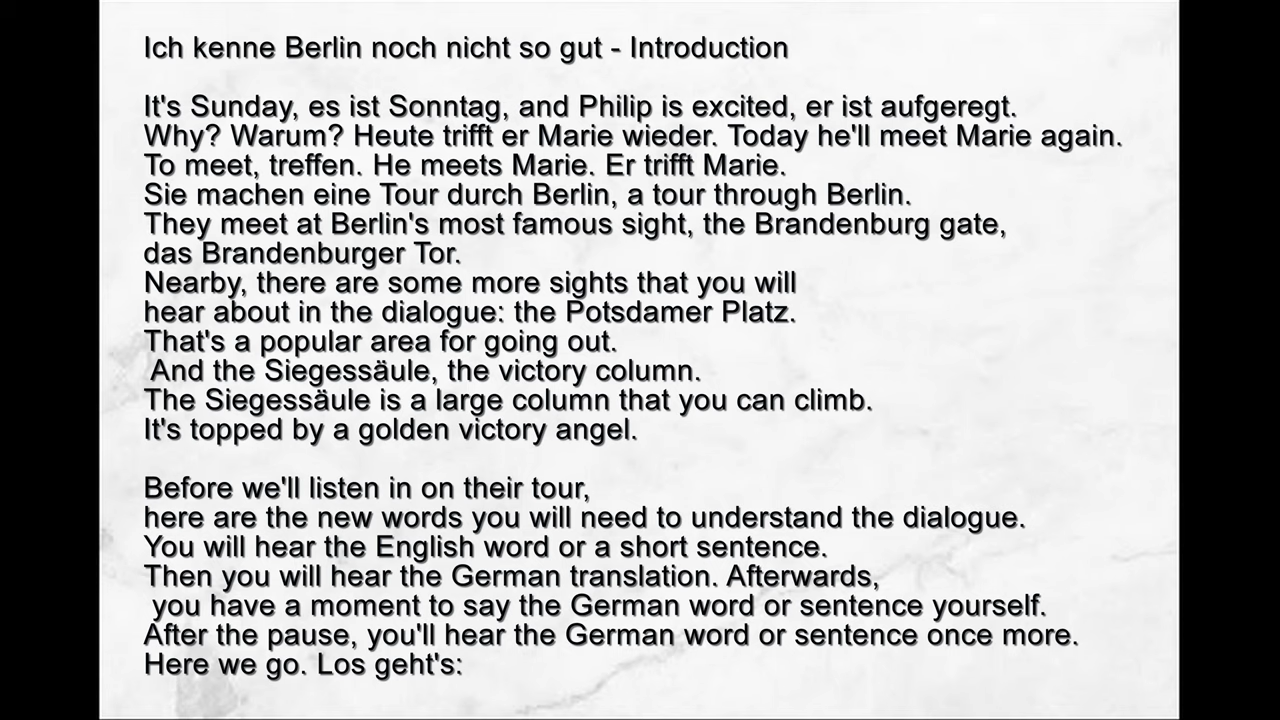 Ich kenne Berlin noch nicht so gut - Introduction
It's Sunday, es ist Sonntag, and Philip is excited, er ist aufgeregt.
Why? Warum? Heute trifft er Marie wieder. Today he'll meet Marie again.
To meet, treffen. He meets Marie. Er trifft Marie.
Sie machen eine Tour durch Berlin, a tour through Berlin.
They meet at Berlin's most famous sight, the Brandenburg gate,
das Brandenburger Tor.
Nearby, there are some more sights that you will
hear about in the dialogue: the Potsdamer Platz.
That's a popular area for going out.
And the Siegessäule, the victory column.
The Siegessäule is a large column that you can climb.
It's topped by a golden victory angel.
Before we'll listen in on their tour,
here are the new words you will need to understand the dialogue.
You will hear the English word or a short sentence.
Then you will hear the German translation. Afterwards,
you have a moment to say the German word or sentence yourself.
After the pause, you'll hear the German word or sentence once more.
Here we go. Los geht's: